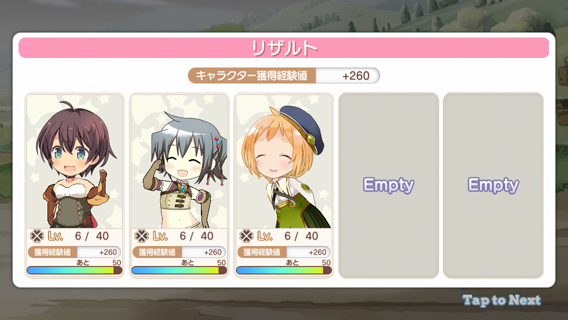 リザルト
キャラクター獲得経験値 +260
Lv. 6 / 40
獲得経験値 +260
あと 50
Lv. 6 / 40
獲得経験値 +260
あと 50
Lv. 6 / 40
獲得経験値 +260
あと 50
Empty
Empty
Tap to Next